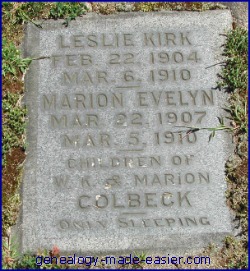 LESLIE KIRK
FEB. 22, 1904
MAR. 6, 1910
MARION EVELYN
MAR. 22, 1907
MAR. 5, 1910
CHILDREN OF
& MARION
COLBECK
ONLY SLEEPING
genealogy-made-easier.com